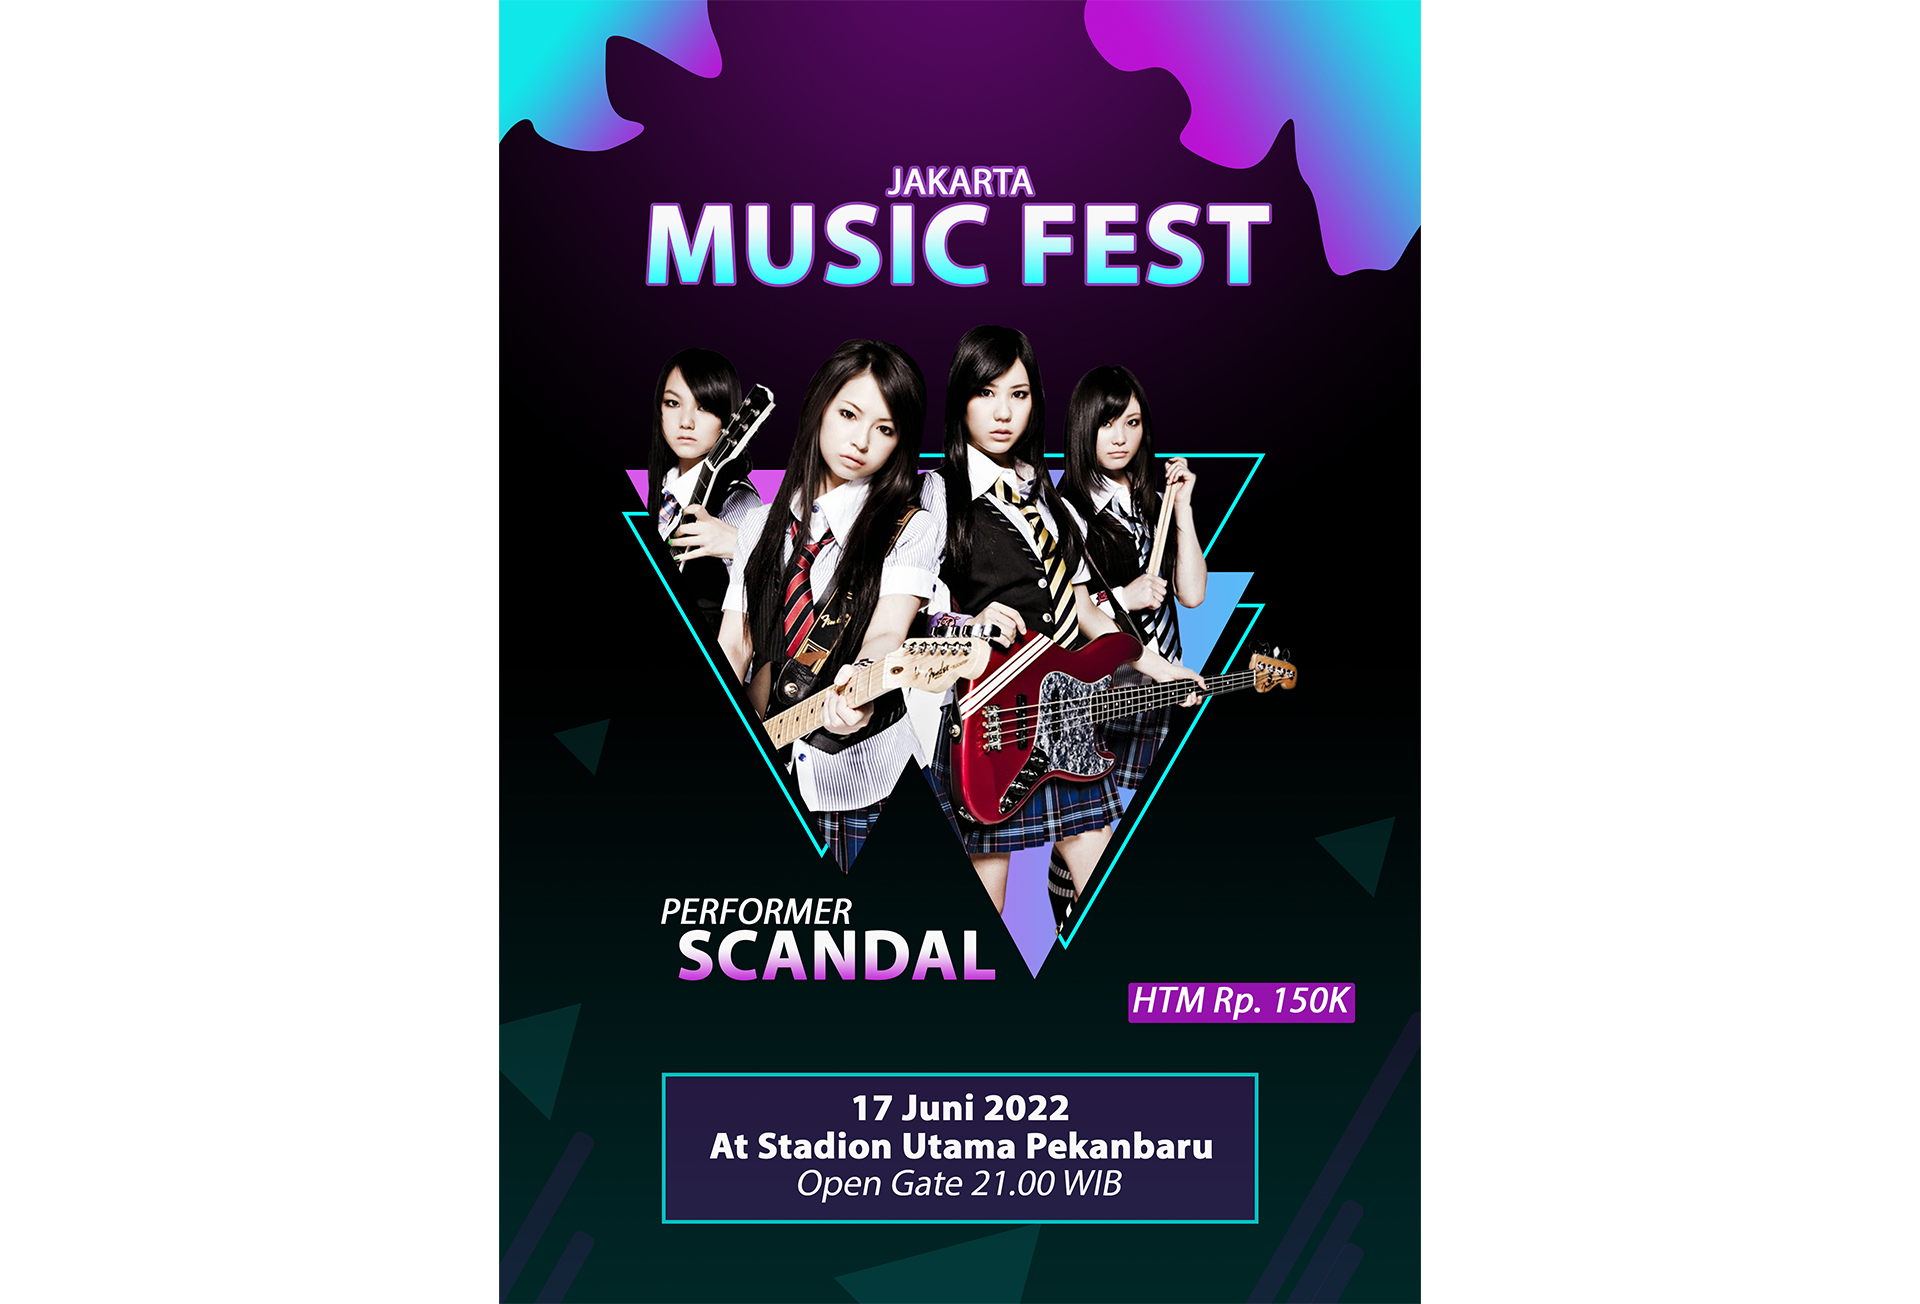 JAKARTA
MUSIC FEST
Fender
PERFORMER
SCANDAL
HTM Rp. 150K
17 Juni 2022
At Stadion Utama Pekanbaru
Open Gate 21.00 WIB